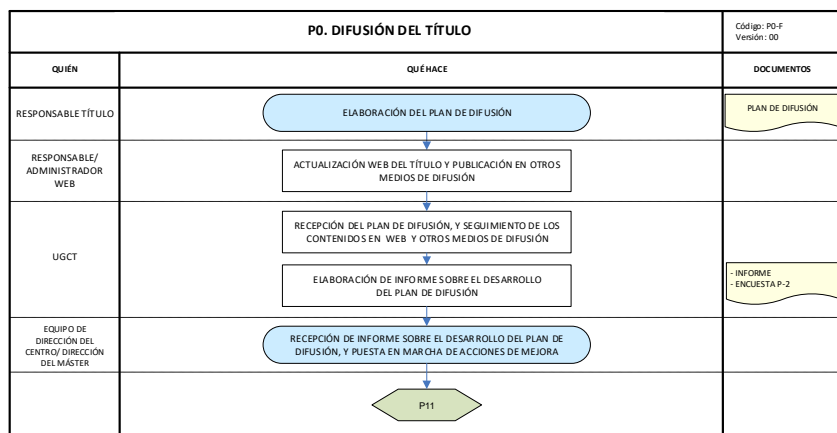 P0. DIFUSIÓN DEL TÍTULO
Código: P0-F
Versión: 00
QUIÉN
QUÉ HACE
DOCUMENTOS
RESPONSABLE TÍTULO
ELABORACIÓN DEL PLAN DE DIFUSIÓN
PLAN DE DIFUSIÓN
RESPONSABLE/
ADMINISTRADOR
WEB
ACTUALIZACIÓN WEB DEL TÍTULO Y PUBLICACIÓN EN OTROS
MEDIOS DE DIFUSIÓN
UGCT
RECEPCIÓN DEL PLAN DE DIFUSIÓN, Y SEGUIMIENTO DE LOS
CONTENIDOS EN WEB Y OTROS MEDIOS DE DIFUSIÓN
ELABORACIÓN DE INFORME SOBRE EL DESARROLLO
DEL PLAN DE DIFUSIÓN
- INFORME
- ENCUESTA P-2
EQUIPO DE
DIRECCIÓN DEL
CENTRO/ DIRECCIÓN
DEL MÁSTER
RECEPCIÓN DE INFORME SOBRE EL DESARROLLO DEL PLAN DE
DIFUSIÓN, Y PUESTA EN MARCHA DE ACCIONES DE MEJORA
P11